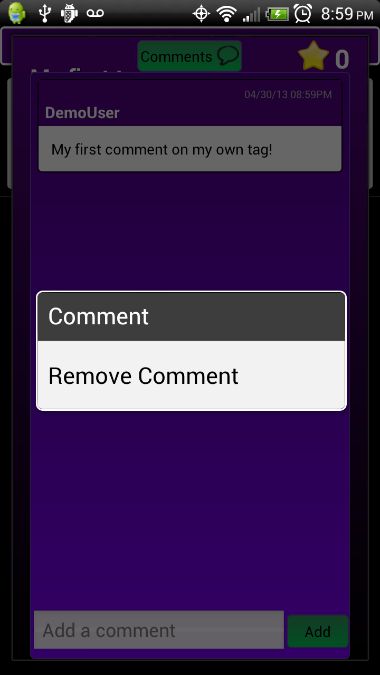 8:59 PM
Comments
0
04/30/13 08:59PM
DemoUser
My first comment on my own tag!
Comment
Remove Comment
Add a comment
Add